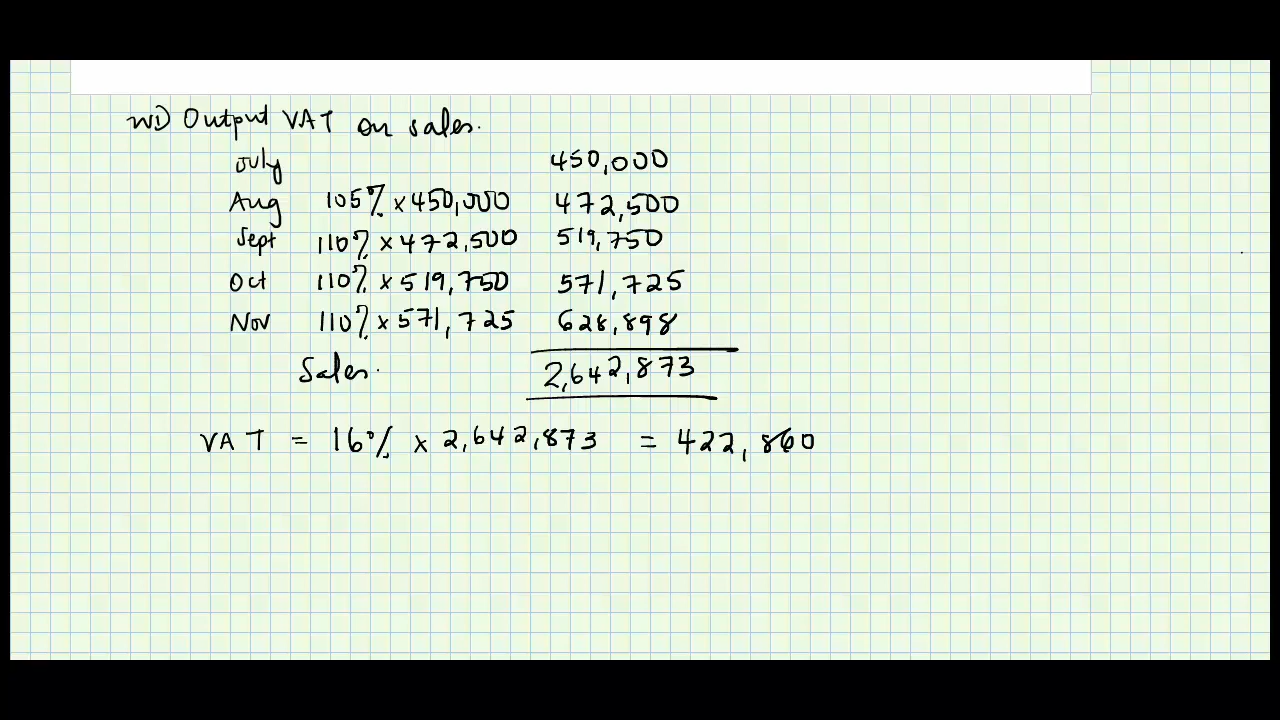 W1) Output VAT on sales.
July 450,000
Aug 105% × 450,000 472,500
Sept 110% × 472,500 519,750
Oct 110% × 519,750 571,725
Nov 110% × 571,725 628,898
Sales. 2,642,873
VAT = 16% × 2,642,873 = 422,860